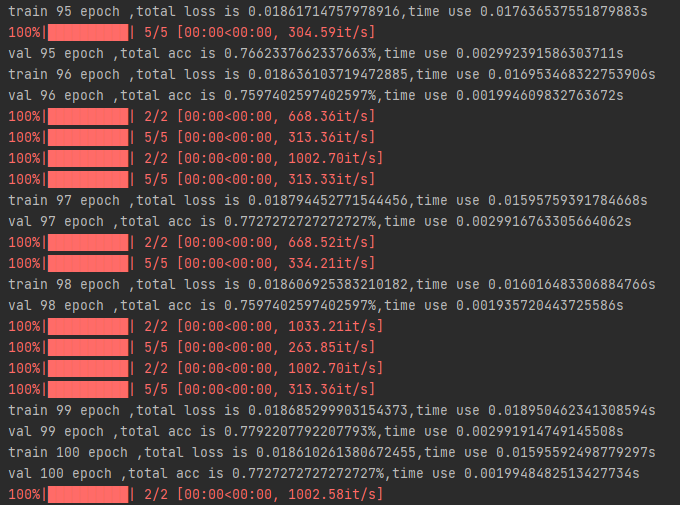 train 95 epoch ,total loss is 0.01861714757978916,time use 0.017636537551879883s
100%|██████████| 5/5 [00:00<00:00, 304.59it/s]
val 95 epoch ,total acc is 0.7662337662337663%,time use 0.002992391586303711s
train 96 epoch ,total loss is 0.018636103719472885,time use 0.016953468322753906s
val 96 epoch ,total acc is 0.7597402597402597%,time use 0.001994609832763672s
100%|██████████| 2/2 [00:00<00:00, 668.36it/s]
100%|██████████| 5/5 [00:00<00:00, 313.36it/s]
100%|██████████| 2/2 [00:00<00:00, 1002.70it/s]
100%|██████████| 5/5 [00:00<00:00, 313.33it/s]
train 97 epoch ,total loss is 0.018794452771544456,time use 0.01595759391784668s
val 97 epoch ,total acc is 0.7727272727272727%,time use 0.0029916763305664062s
100%|██████████| 2/2 [00:00<00:00, 668.52it/s]
100%|██████████| 5/5 [00:00<00:00, 334.21it/s]
train 98 epoch ,total loss is 0.018606925383210182,time use 0.016016483306884766s
val 98 epoch ,total acc is 0.7597402597402597%,time use 0.001935720443725586s
100%|██████████| 2/2 [00:00<00:00, 1033.21it/s]
100%|██████████| 5/5 [00:00<00:00, 263.85it/s]
100%|██████████| 2/2 [00:00<00:00, 1002.70it/s]
100%|██████████| 5/5 [00:00<00:00, 313.36it/s]
train 99 epoch ,total loss is 0.018685299903154373,time use 0.018950462341308594s
val 99 epoch ,total acc is 0.7792207792207793%,time use 0.002991914749145508s
train 100 epoch ,total loss is 0.018610261380672455,time use 0.01595592498779297s
val 100 epoch ,total acc is 0.7727272727272727%,time use 0.0019948482513427734s
100%|██████████| 2/2 [00:00<00:00, 1002.58it/s]